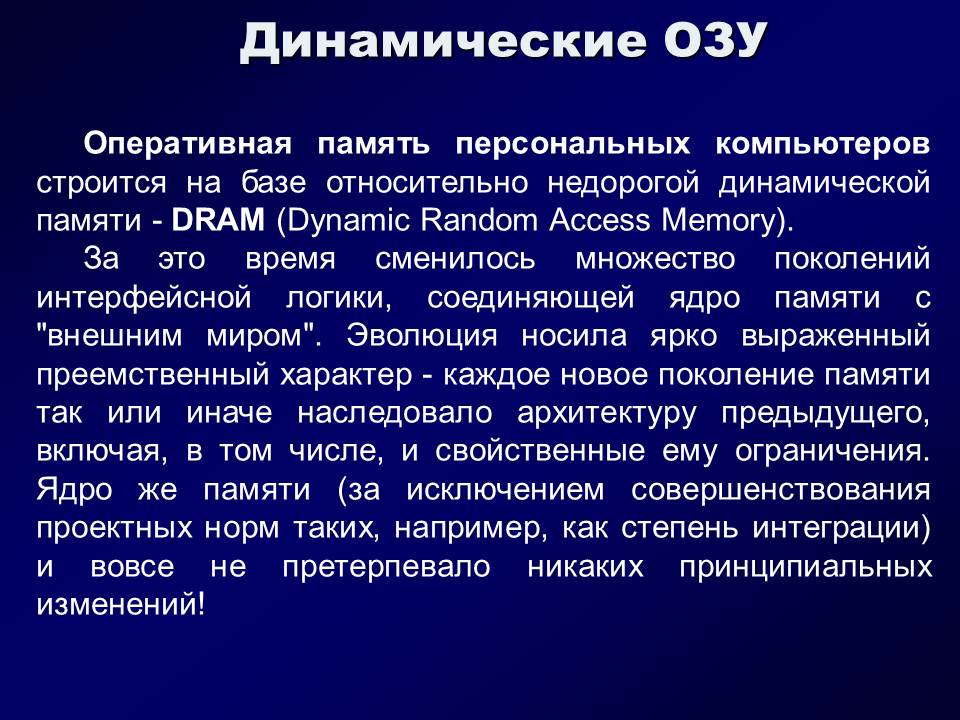 Динамические ОЗУ
Оперативная память персональных компьютеров
строится на базе относительно недорогой динамической
памяти - DRAM (Dynamic Random Access Memory).
За это время сменилось множество поколений
интерфейсной логики, соединяющей ядро памяти с
"внешним миром". Эволюция носила ярко выраженный
преемственный характер - каждое новое поколение памяти
так или иначе наследовало архитектуру предыдущего,
включая, в том числе, и свойственные ему ограничения.
Ядро же памяти (за исключением совершенствования
проектных норм таких, например, как степень интеграции)
и вовсе не претерпевало никаких принципиальных
изменений!